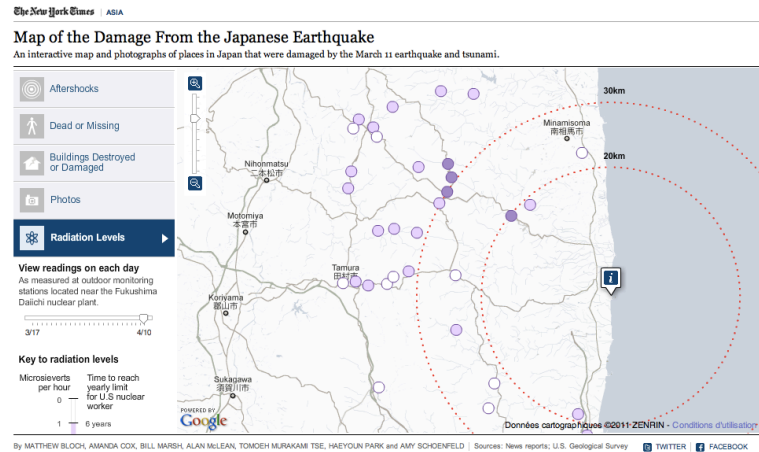 The New York Times | ASIA
Map of the Damage From the Japanese Earthquake
An interactive map and photographs of places in Japan that were damaged by the March 11 earthquake and tsunami.
Aftershocks
Dead or Missing
Buildings Destroyed
or Damaged
Photos
Radiation Levels
View readings on each day
As measured at outdoor monitoring
stations located near the Fukushima
Daiichi nuclear plant.
3/17
4/10
Key to radiation levels
Microsieverts
per hour
Time to reach
yearly limit
for U.S nuclear
worker
0
1
6 years
30km
Minamisoma
南相馬市
20km
Nihonmatsu
二本松市
Motomiya
本宮市
Tamura
田村市
i
Koriyama
郡山市
Sukagawa
須賀川市
POWERED BY
Google
Données cartographiques ©2011 ZENRIN - Conditions d'utilisation
By MATTHEW BLOCH, AMANDA COX, BILL MARSH, ALAN McLEAN, TOMOEH MURAKAMI TSE, HAEYOUN PARK and AMY SCHOENFELD | Sources: News reports; U.S. Geological Survey
TWITTER
FACEBOOK